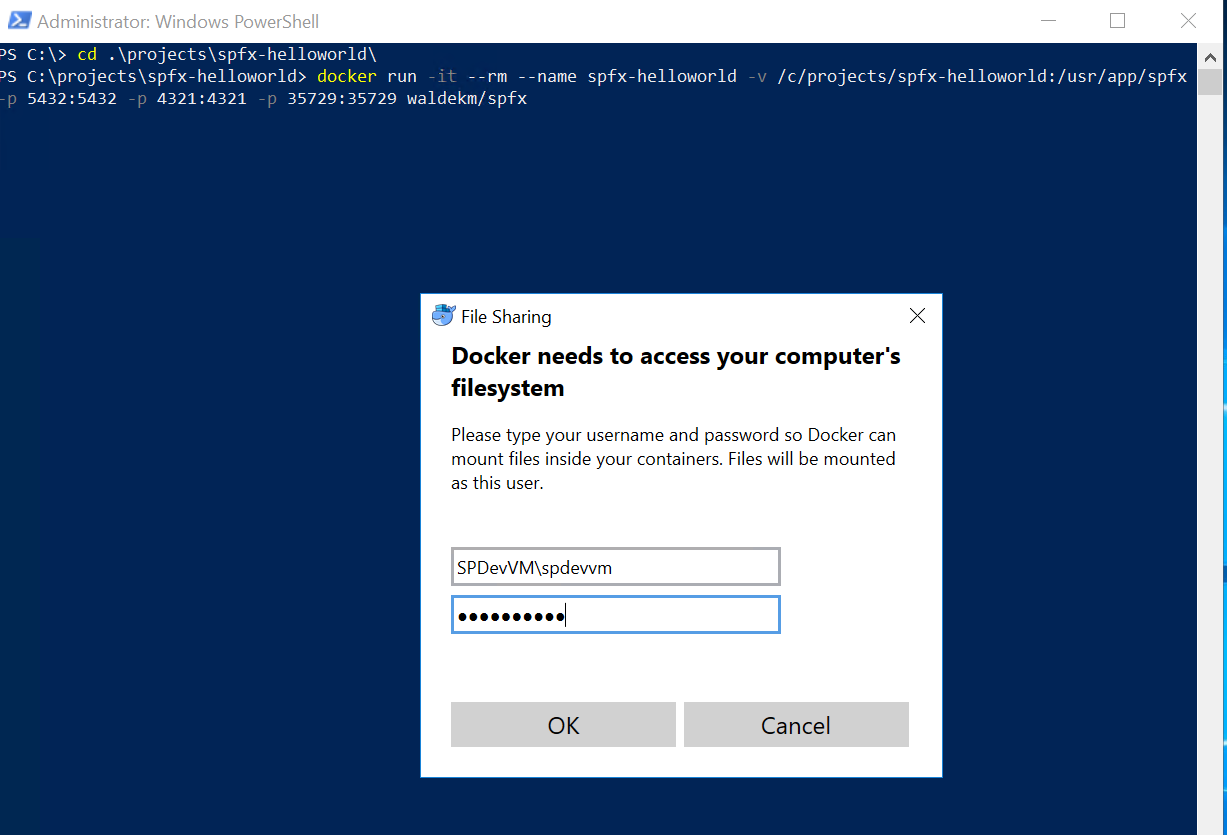 Administrator: Windows PowerShell
PS C:\> cd .\projects\spfx-helloworld\
PS C:\projects\spfx-helloworld> docker run -it --rm --name spfx-helloworld -v /c/projects/spfx-helloworld:/usr/app/spfx
-p 5432:5432 -p 4321:4321 -p 35729:35729 waldekm/spfx
File Sharing
Docker needs to access your computer's
filesystem
Please type your username and password so Docker can
mount files inside your containers. Files will be mounted
as this user.
SPDevVM\spdevvm
●●●●●●●●●●
OK Cancel